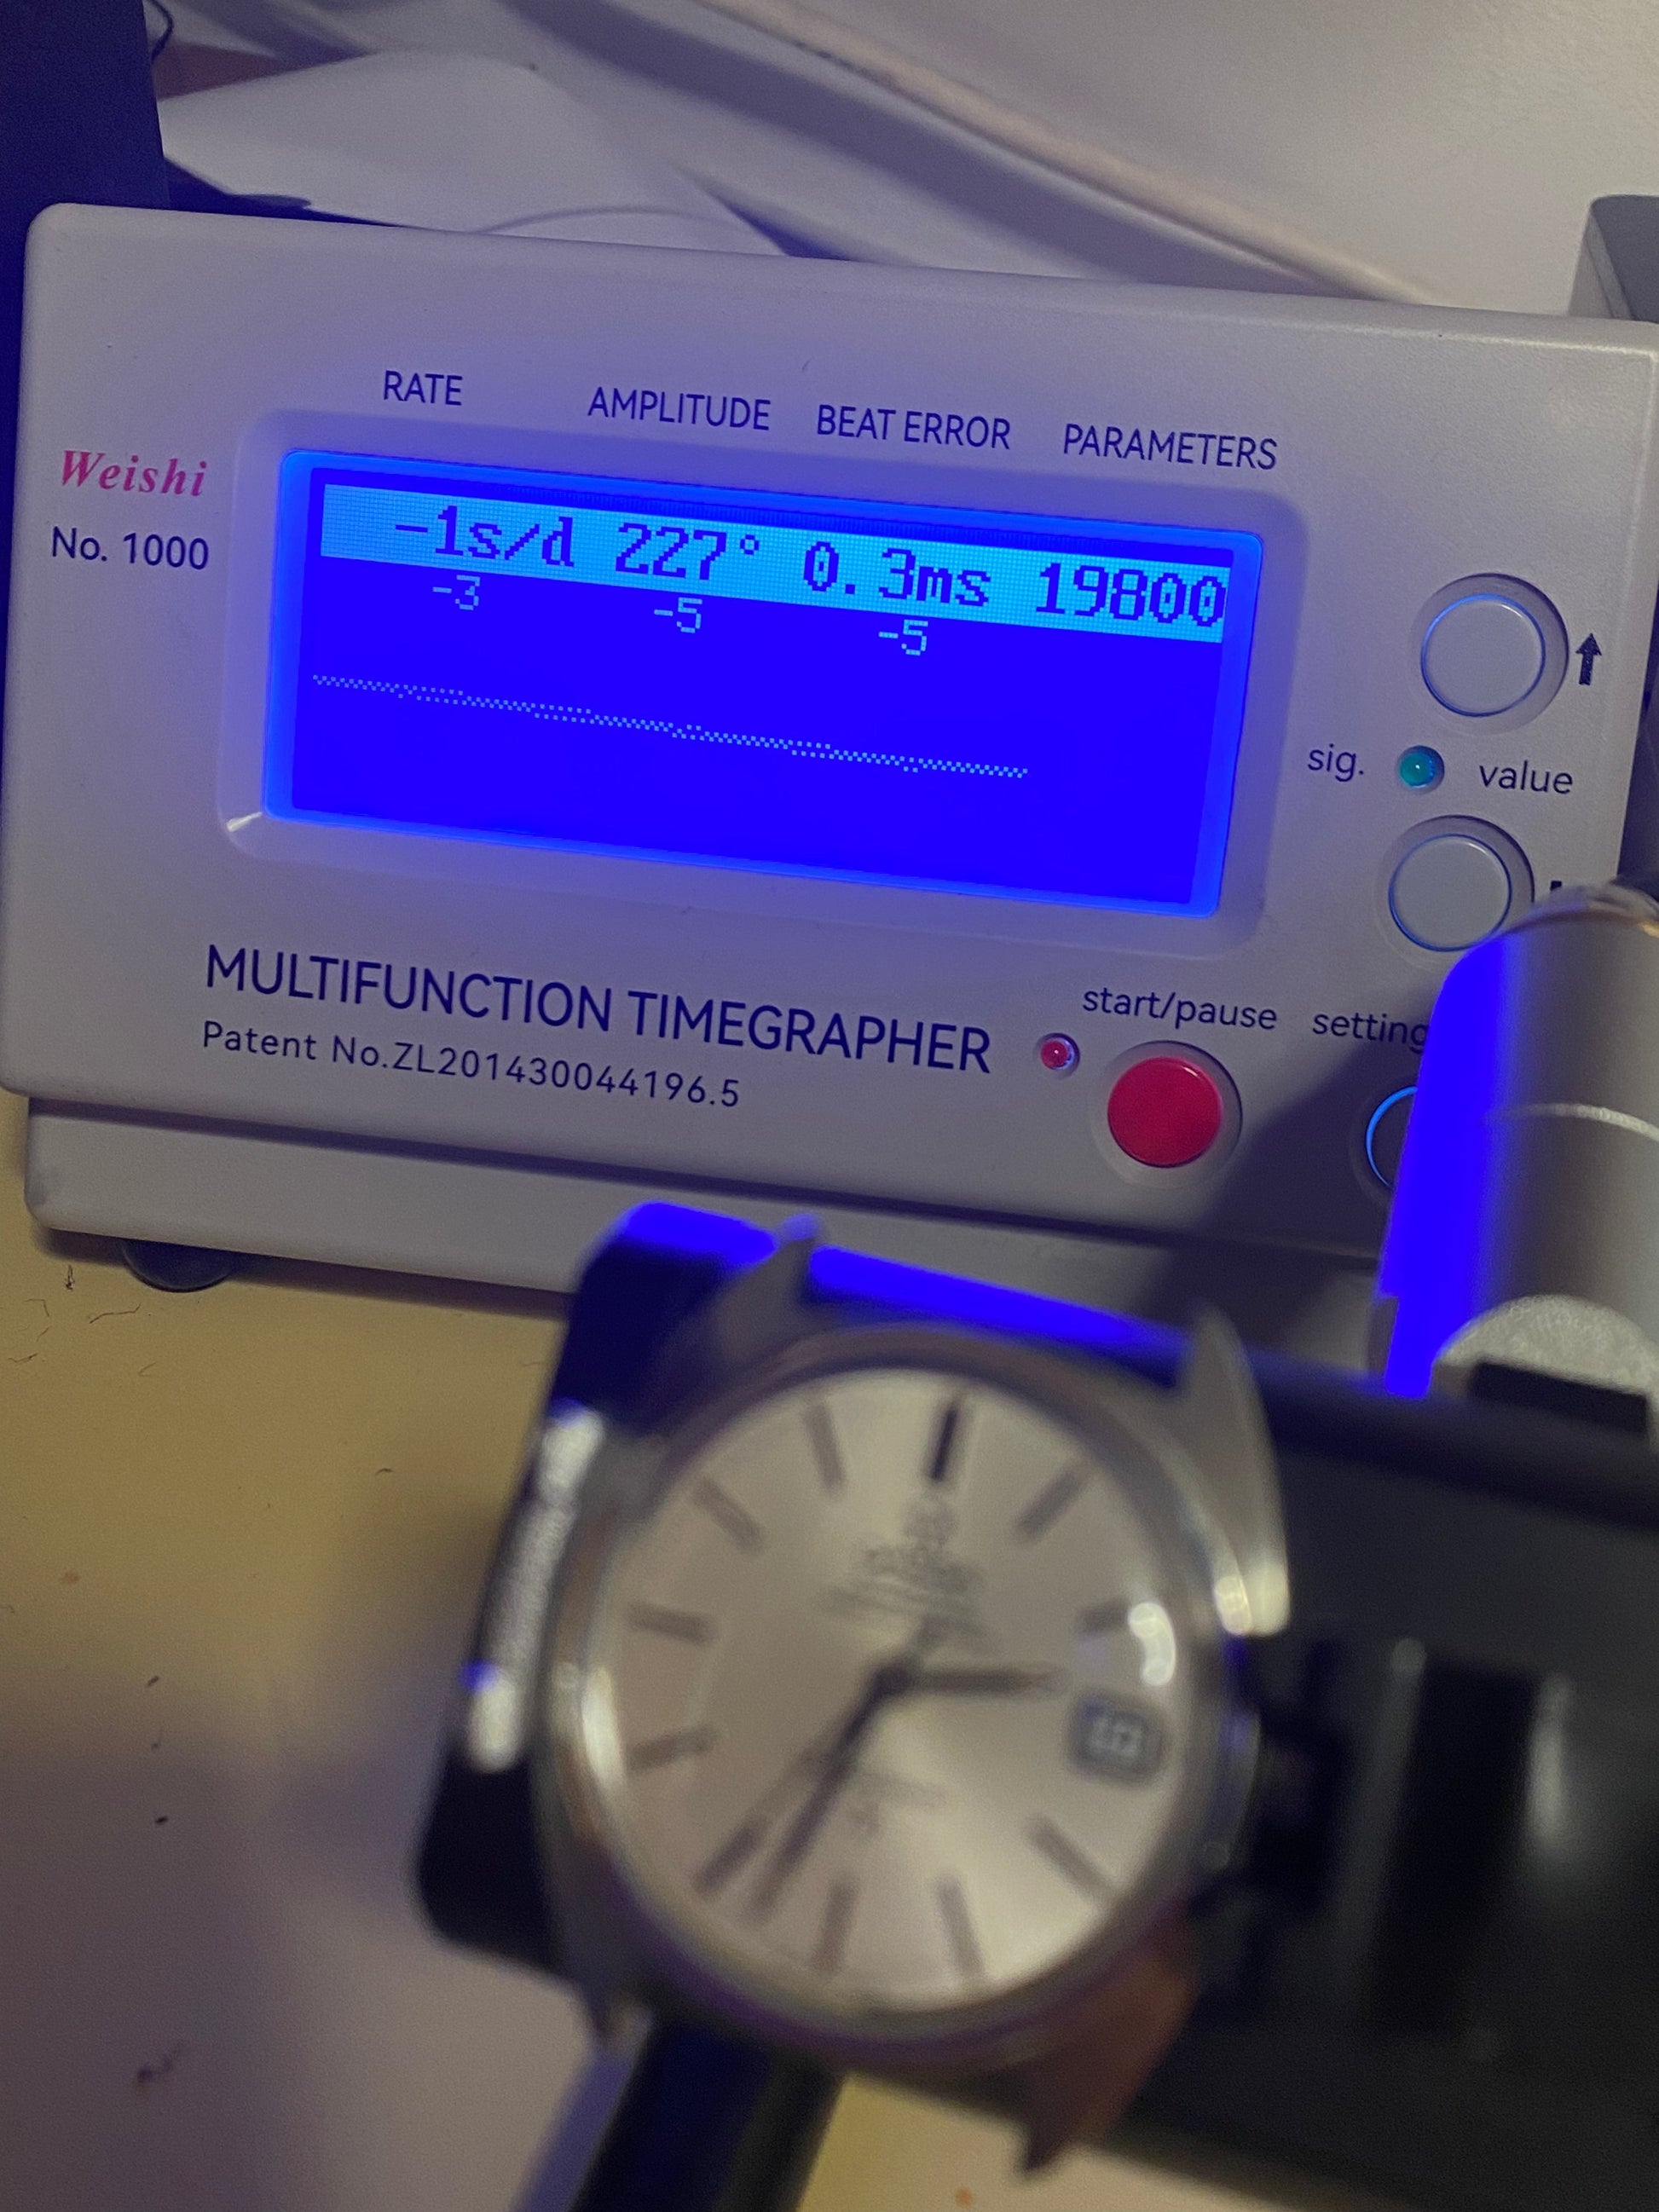 RATE AMPLITUDE BEAT ERROR PARAMETERS
Weishi
No. 1000
-1s/d 227° 0.3ms 19800
-3 -5 -5
sig. value
MULTIFUNCTION TIMEGRAPHER
Patent No.ZL201430044196.5
start/pause setting